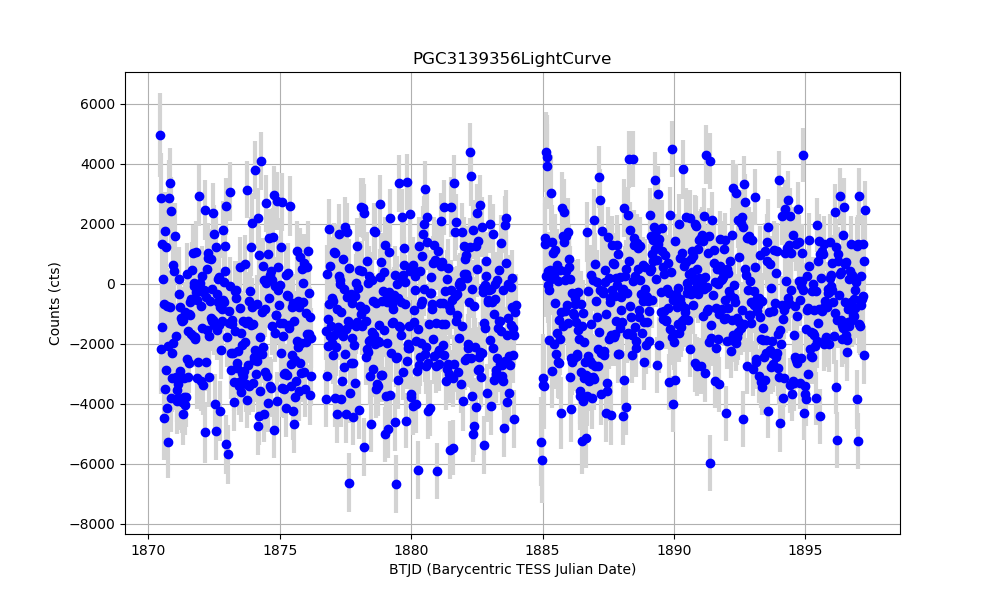 PGC3139356LightCurve
6000
4000
2000
0
−2000
−4000
−6000
−8000
Counts (cts)
1870 1875 1880 1885 1890 1895
BTJD (Barycentric TESS Julian Date)